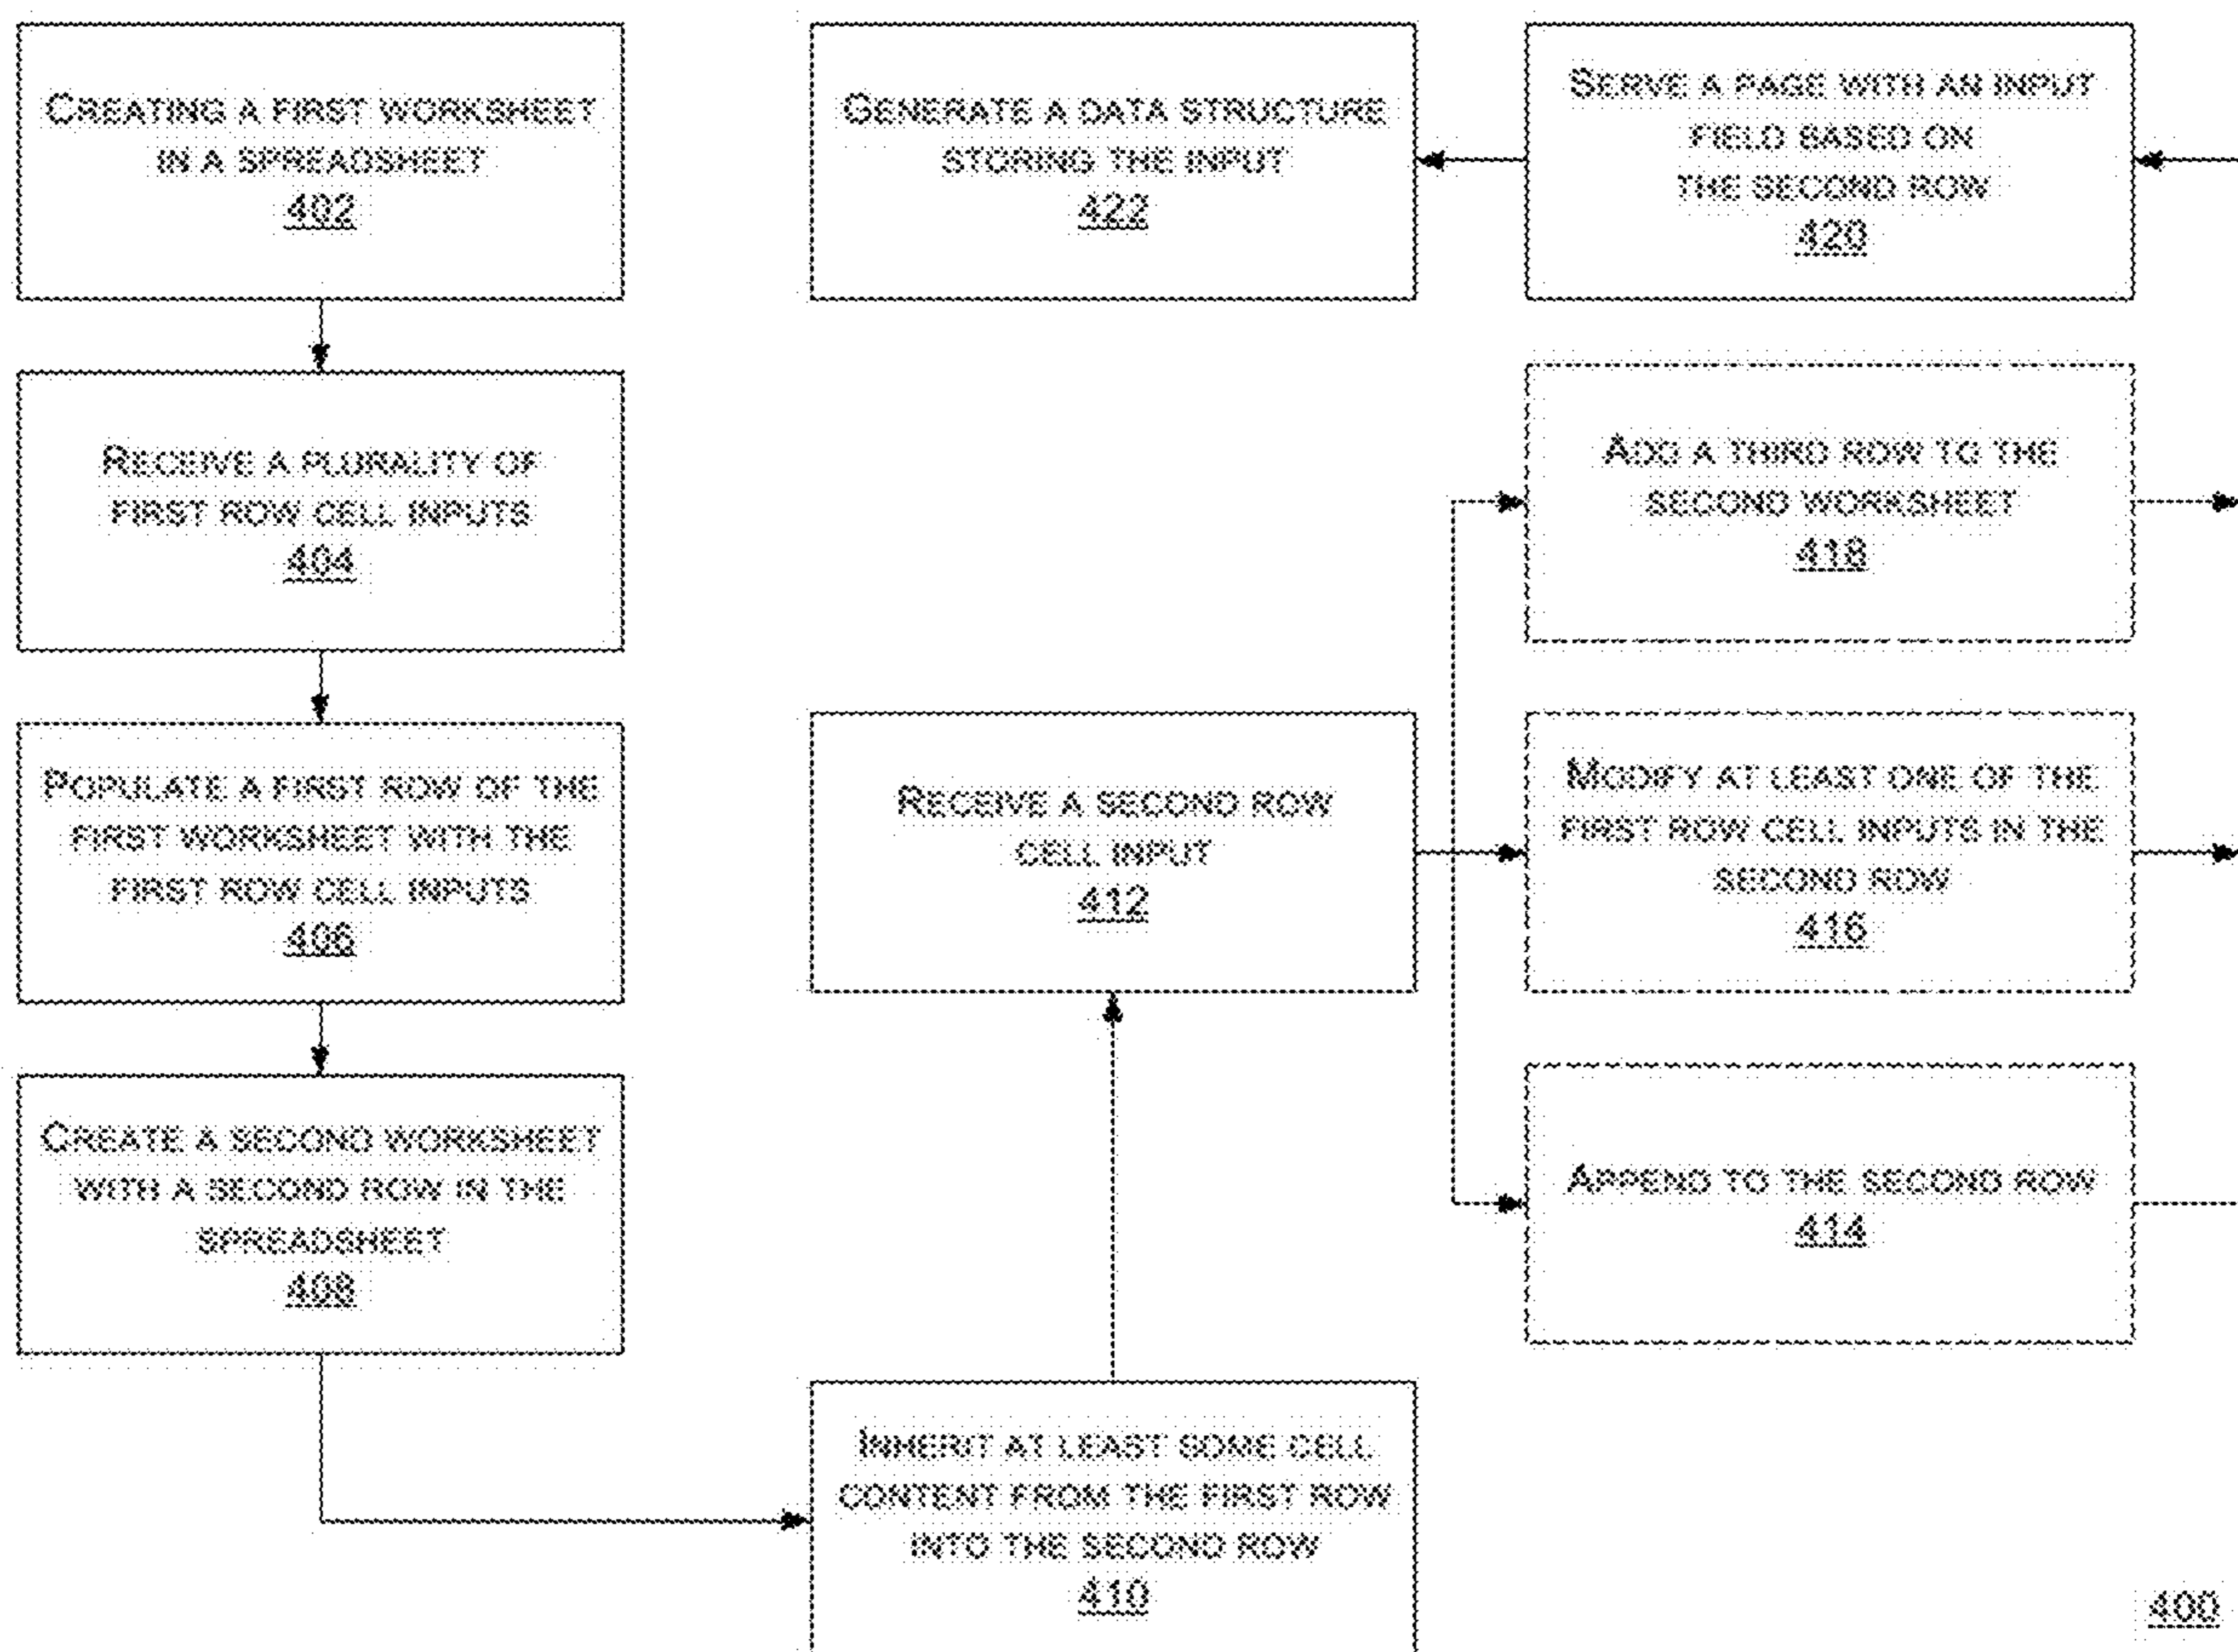 CREATING A FIRST WORKSHEET
IN A SPREADSHEET
402
RECEIVE A PLURALITY OF
FIRST ROW CELL INPUTS
404
POPULATE A FIRST ROW OF THE
FIRST WORKSHEET WITH THE
FIRST ROW CELL INPUTS
406
CREATE A SECOND WORKSHEET
WITH A SECOND ROW IN THE
SPREADSHEET
408
INHERIT AT LEAST SOME CELL
CONTENT FROM THE FIRST ROW
INTO THE SECOND ROW
410
RECEIVE A SECOND ROW
CELL INPUT
412
APPEND TO THE SECOND ROW
414
MODIFY AT LEAST ONE OF THE
FIRST ROW CELL INPUTS IN THE
SECOND ROW
416
ADD A THIRD ROW TO THE
SECOND WORKSHEET
418
SERVE A PAGE WITH AN INPUT
FIELD BASED ON
THE SECOND ROW
420
GENERATE A DATA STRUCTURE
STORING THE INPUT
422
400